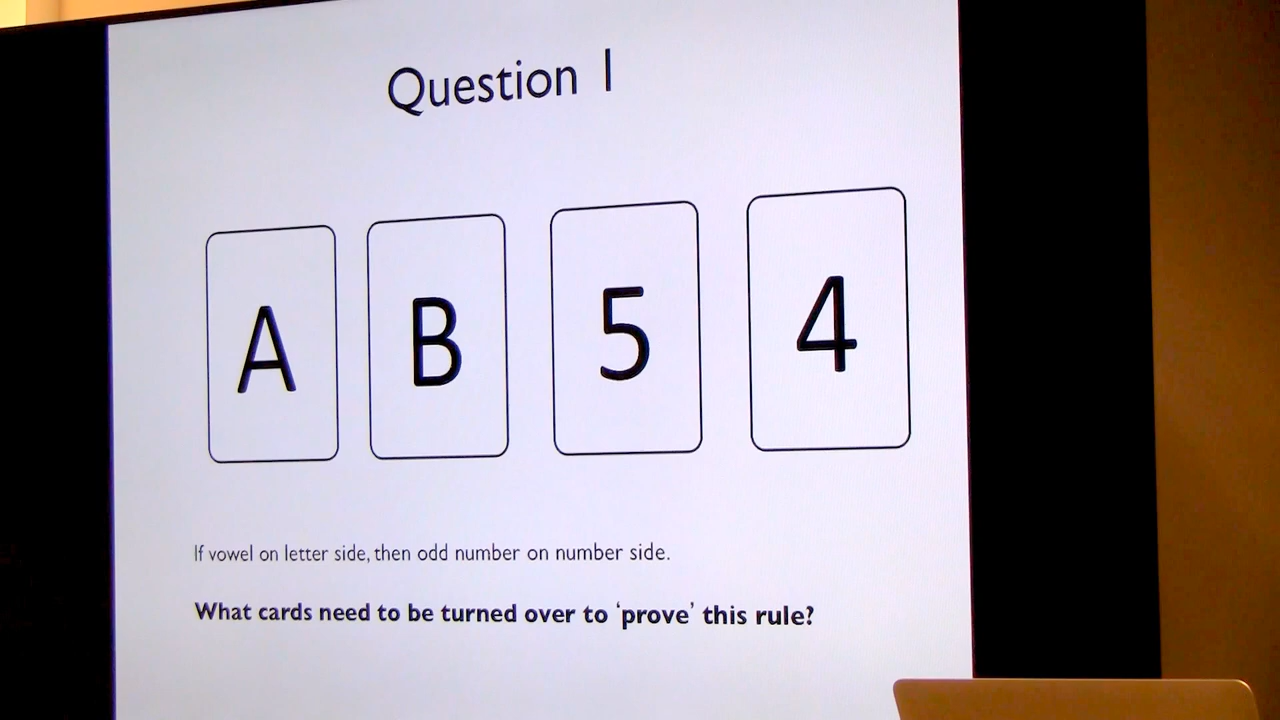 Question 1
A B 5 4
If vowel on letter side, then odd number on number side.
What cards need to be turned over to ‘prove’ this rule?